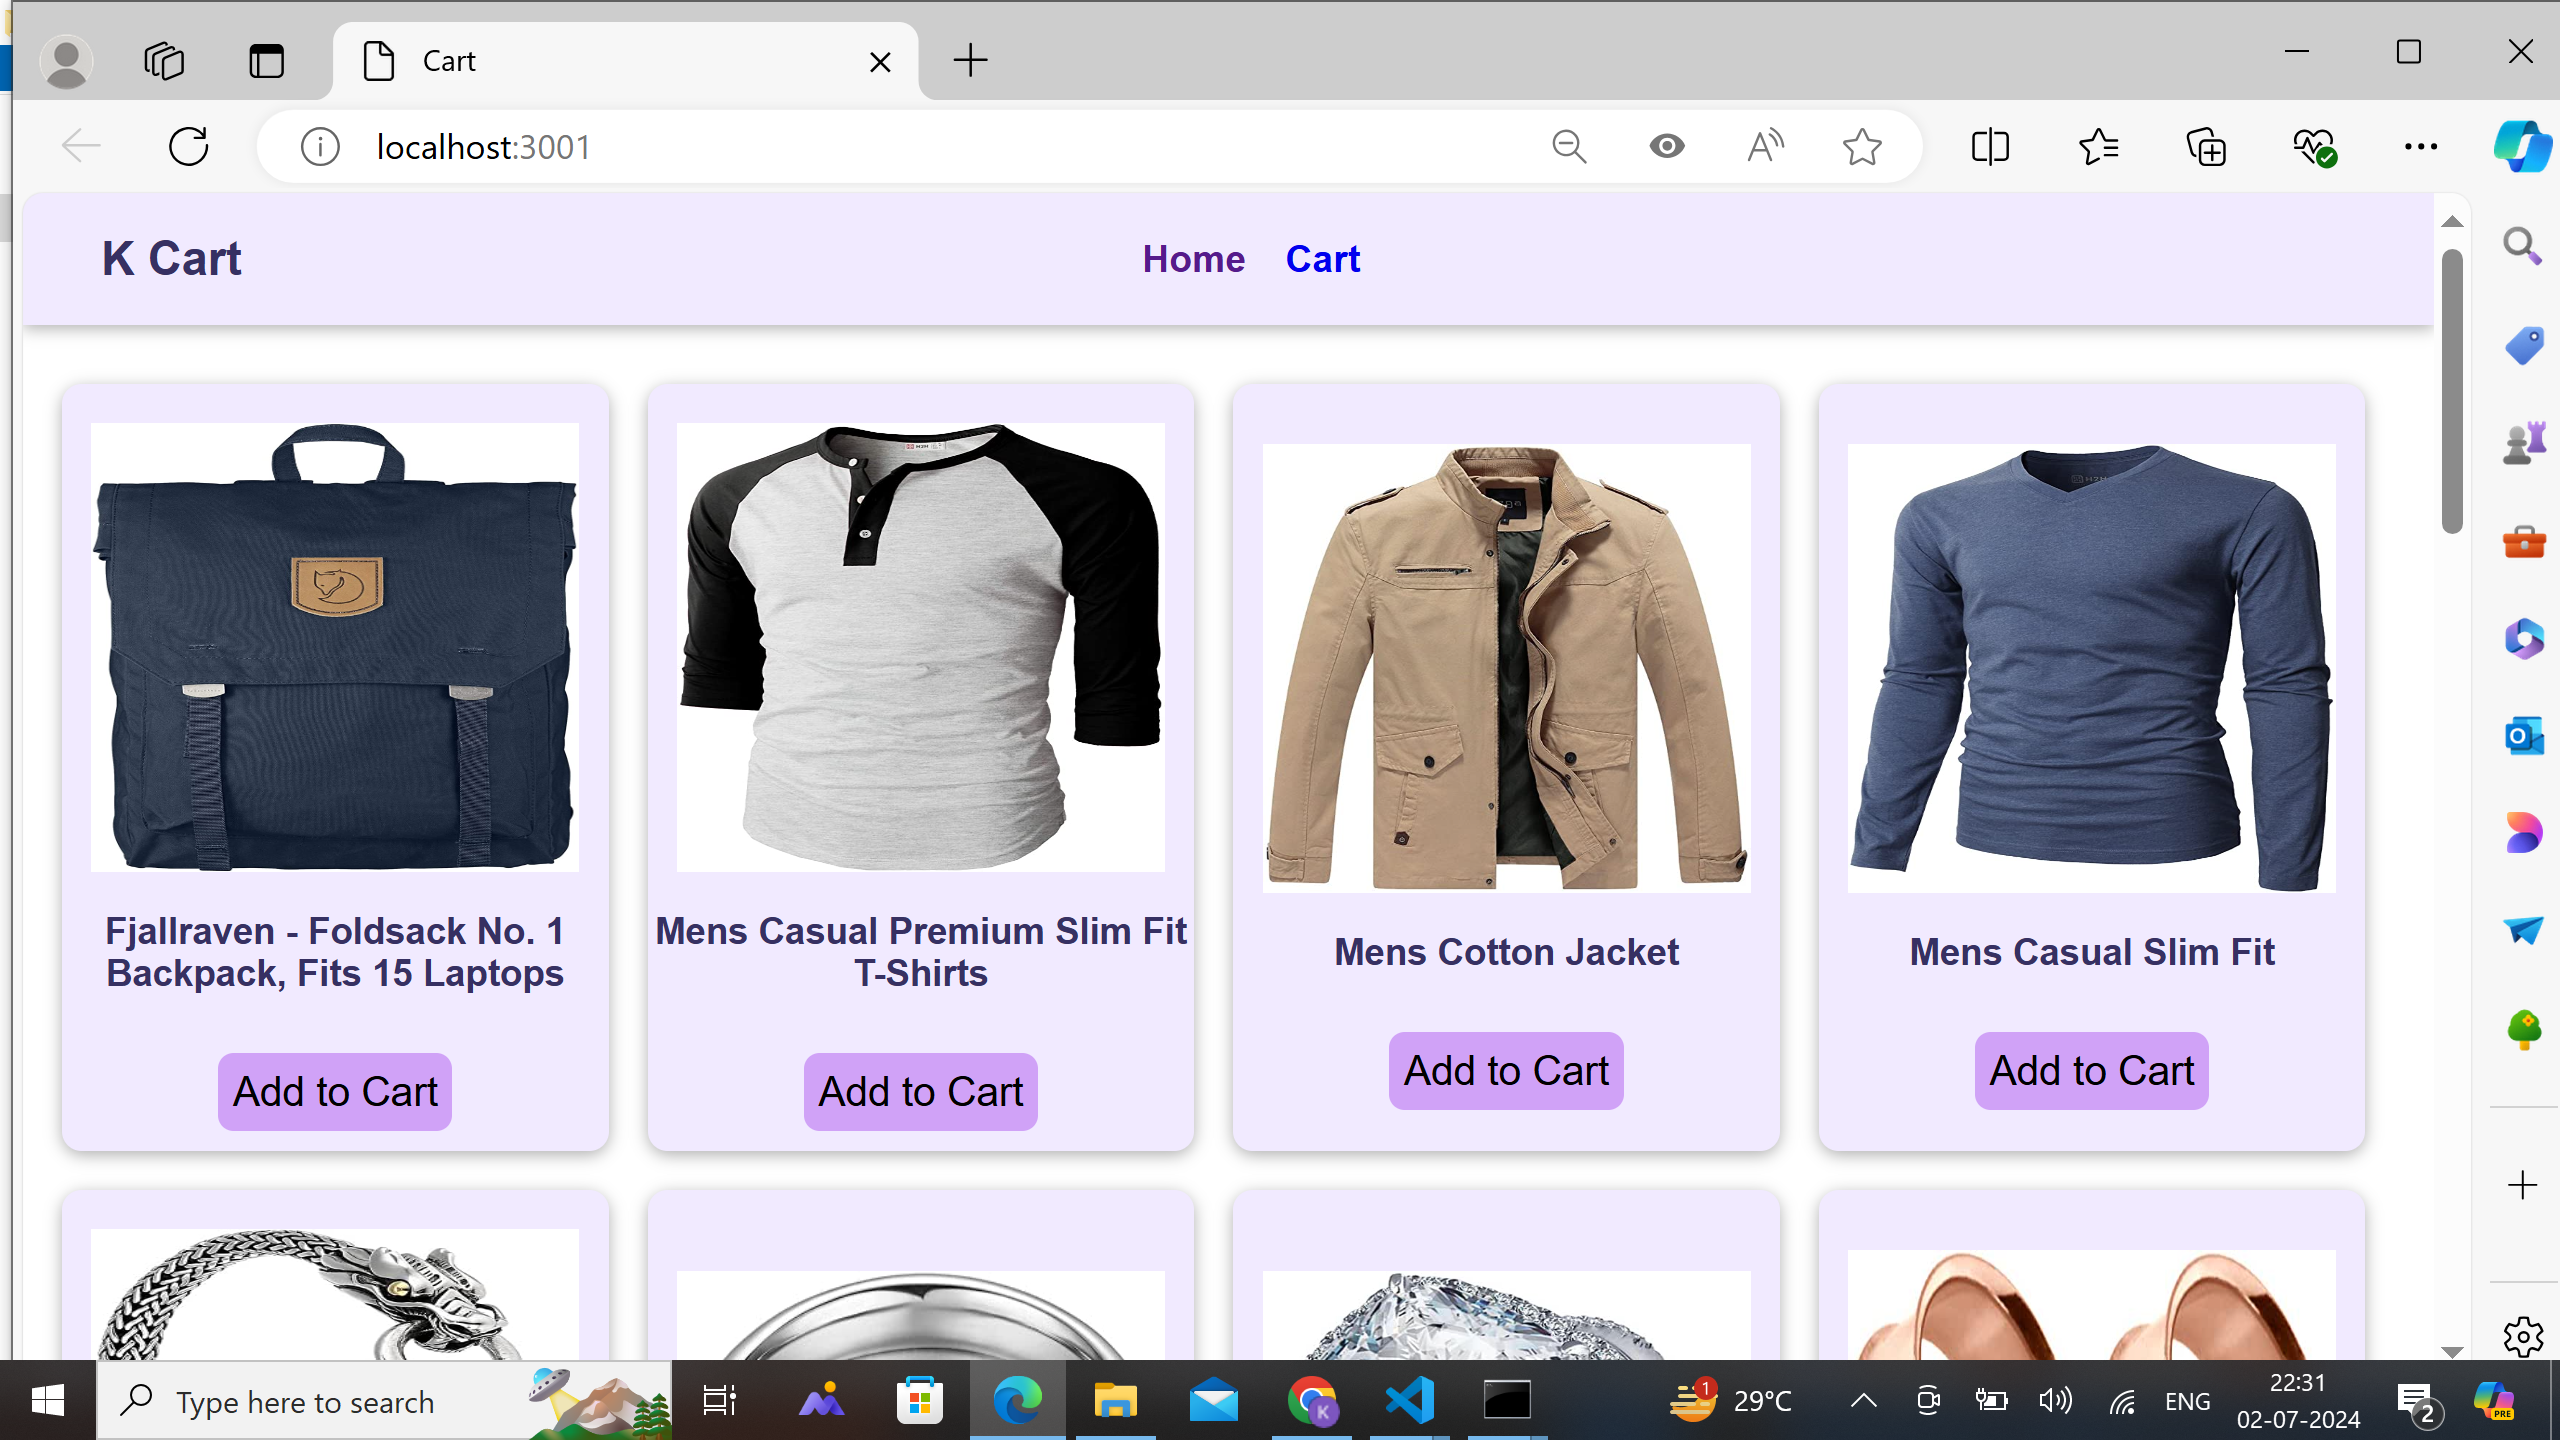 Cart
localhost:3001
K Cart
Home Cart
Fjallraven - Foldsack No. 1
Backpack, Fits 15 Laptops
Add to Cart
Mens Casual Premium Slim Fit
T-Shirts
Add to Cart
Mens Cotton Jacket
Add to Cart
Mens Casual Slim Fit
Add to Cart
Type here to search
K
1
29°C
ENG
22:31
02-07-2024
2
PRE